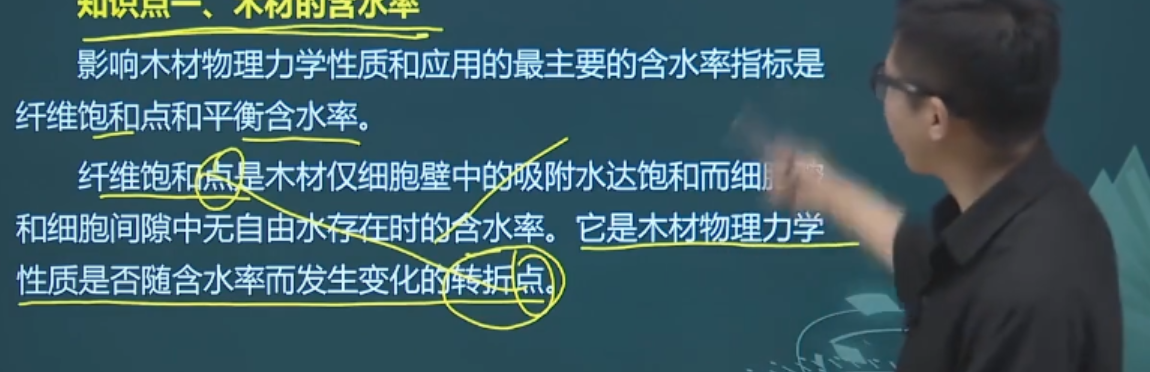 知识点一、木材的含水率
影响木材物理力学性质和应用的最主要的含水率指标是
纤维饱和点和平衡含水率。
纤维饱和点是木材仅细胞壁中的吸附水达饱和而细
和细胞间隙中无自由水存在时的含水率。它是木材物理力学
性质是否随含水率而发生变化的转折点。